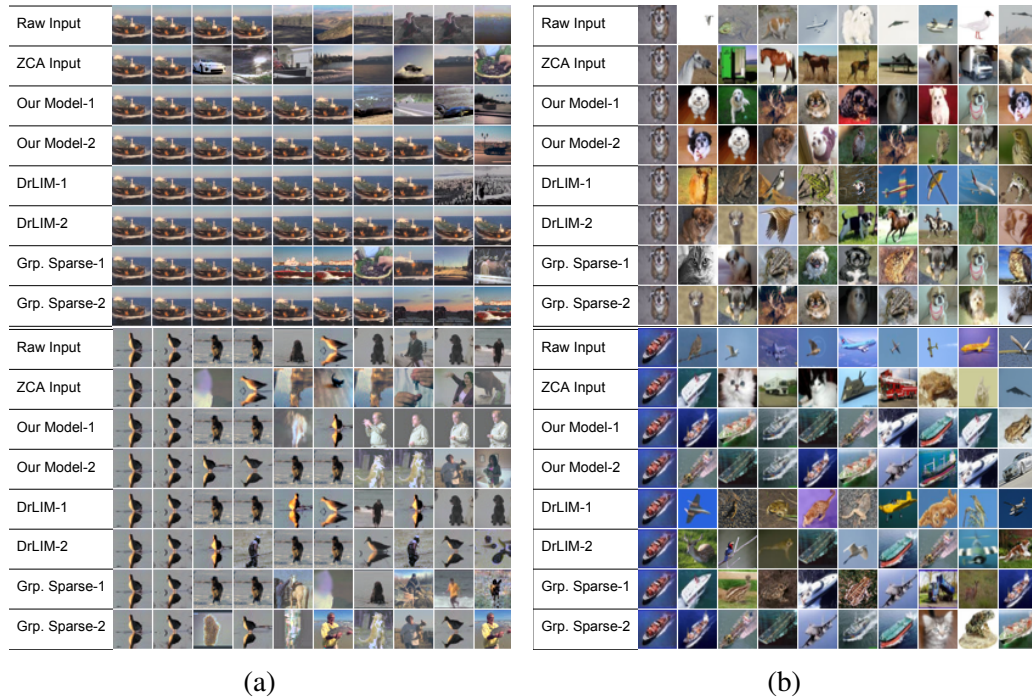 Raw Input
ZCA Input
Our Model-1
Our Model-2
DrLIM-1
DrLIM-2
Grp. Sparse-1
Grp. Sparse-2
Raw Input
ZCA Input
Our Model-1
Our Model-2
DrLIM-1
DrLIM-2
Grp. Sparse-1
Grp. Sparse-2
(a)
Raw Input
ZCA Input
Our Model-1
Our Model-2
DrLIM-1
DrLIM-2
Grp. Sparse-1
Grp. Sparse-2
Raw Input
ZCA Input
Our Model-1
Our Model-2
DrLIM-1
DrLIM-2
Grp. Sparse-1
Grp. Sparse-2
(b)